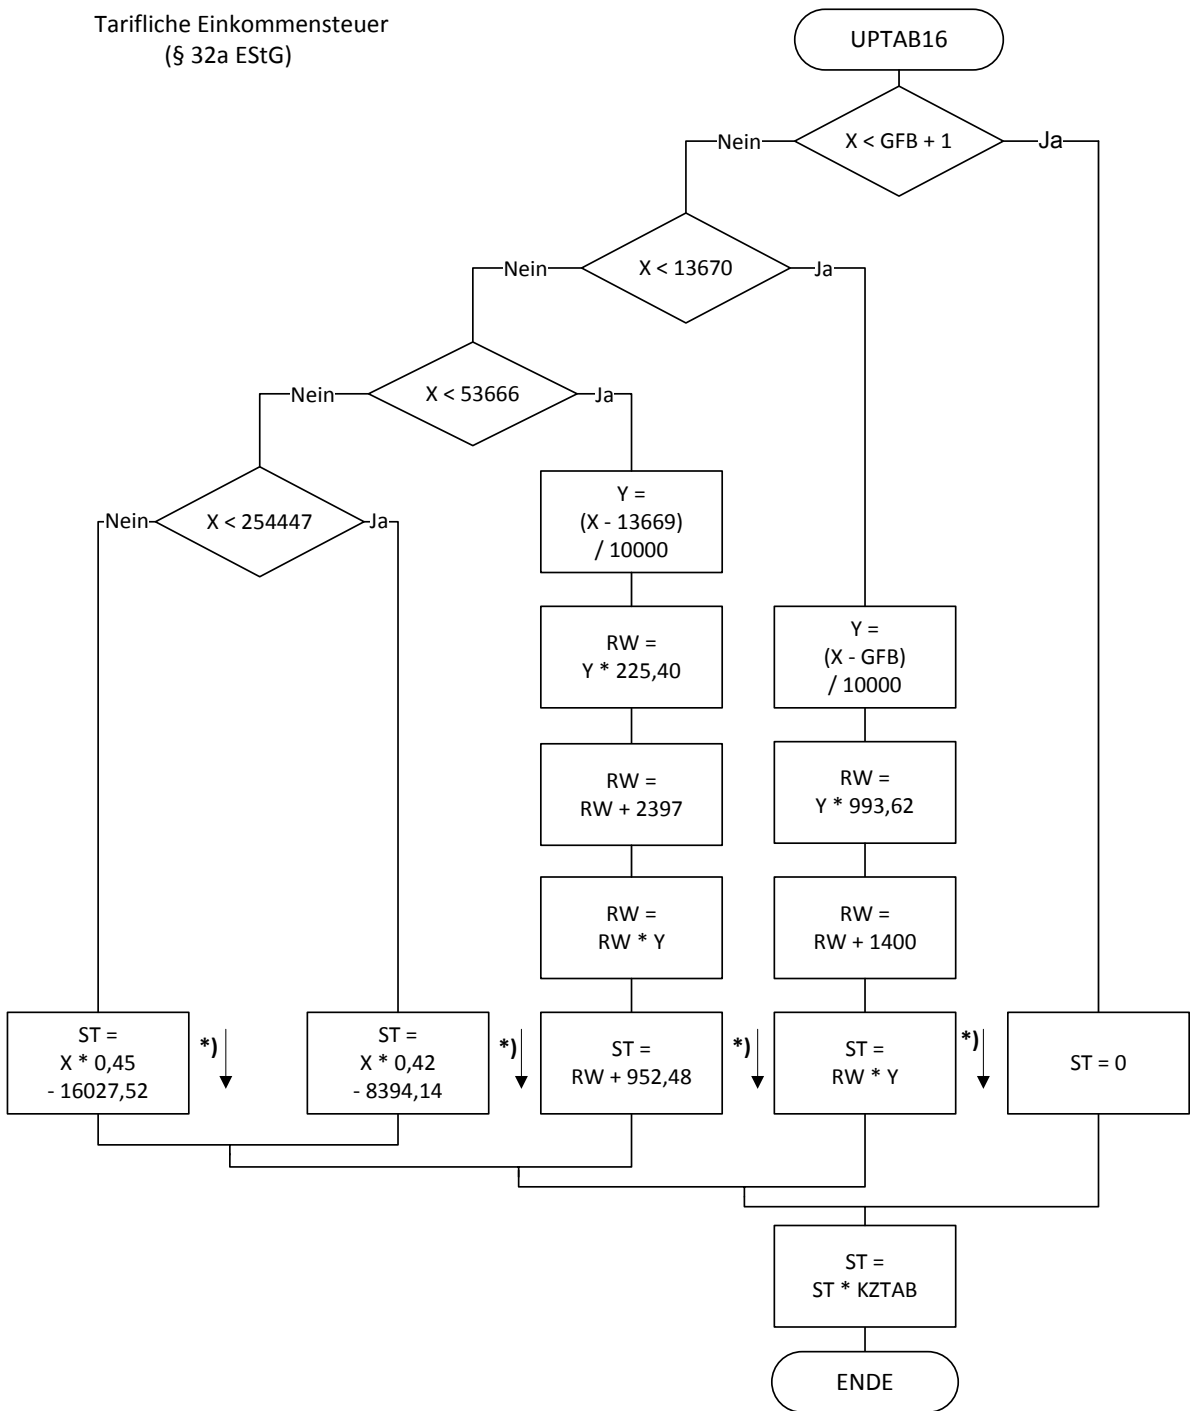 Tarifliche Einkommensteuer
(§ 32a EStG)
UPTAB16
X < GFB + 1
Nein
Ja
X < 13670
Nein
Ja
X < 53666
Nein
Ja
X < 254447
Nein
Ja
Y =
(X - 13669)
/ 10000
RW =
Y * 225,40
RW =
RW + 2397
RW =
RW * Y
Y =
(X - GFB)
/ 10000
RW =
Y * 993,62
RW =
RW + 1400
ST =
X * 0,45
- 16027,52
*)
ST =
X * 0,42
- 8394,14
*)
ST =
RW + 952,48
*)
ST =
RW * Y
*)
ST = 0
ST =
ST * KZTAB
ENDE